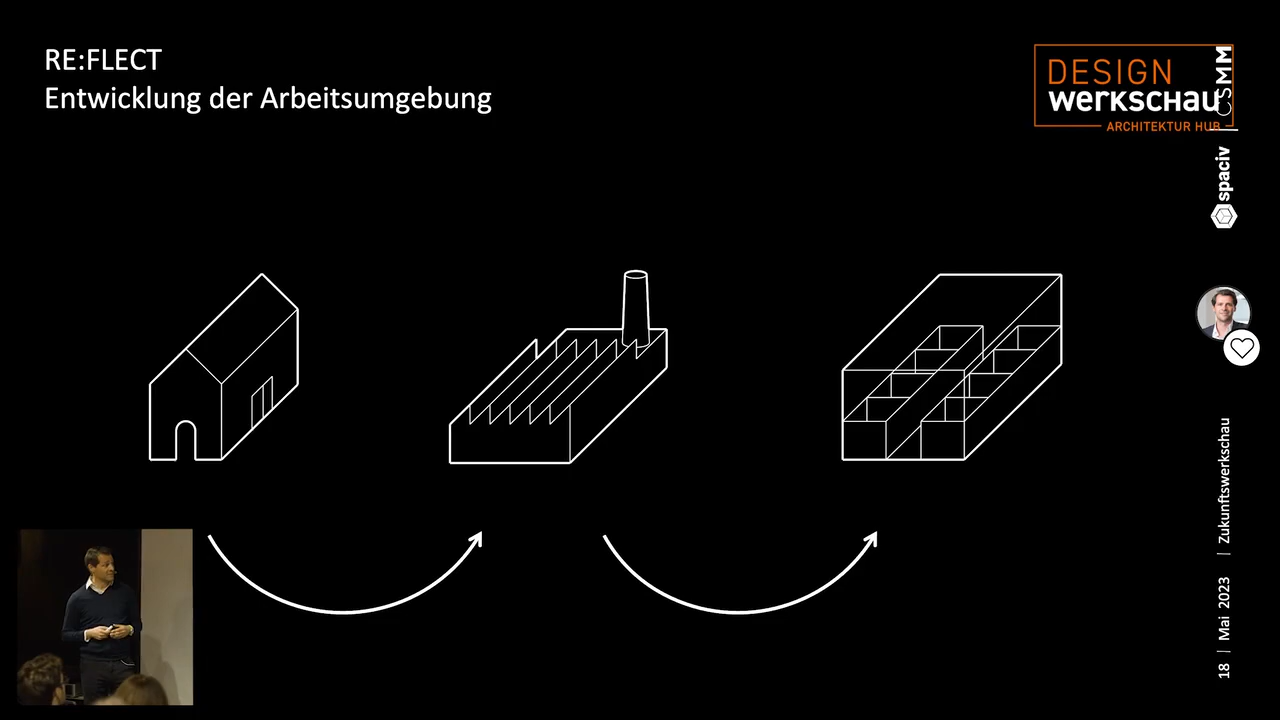 RE:FLECT
Entwicklung der Arbeitsumgebung
DESIGN
werkschau
ARCHITEKTUR HUB
CSMM
spaciv
18 | Mai 2023 | Zukunftswerkschau